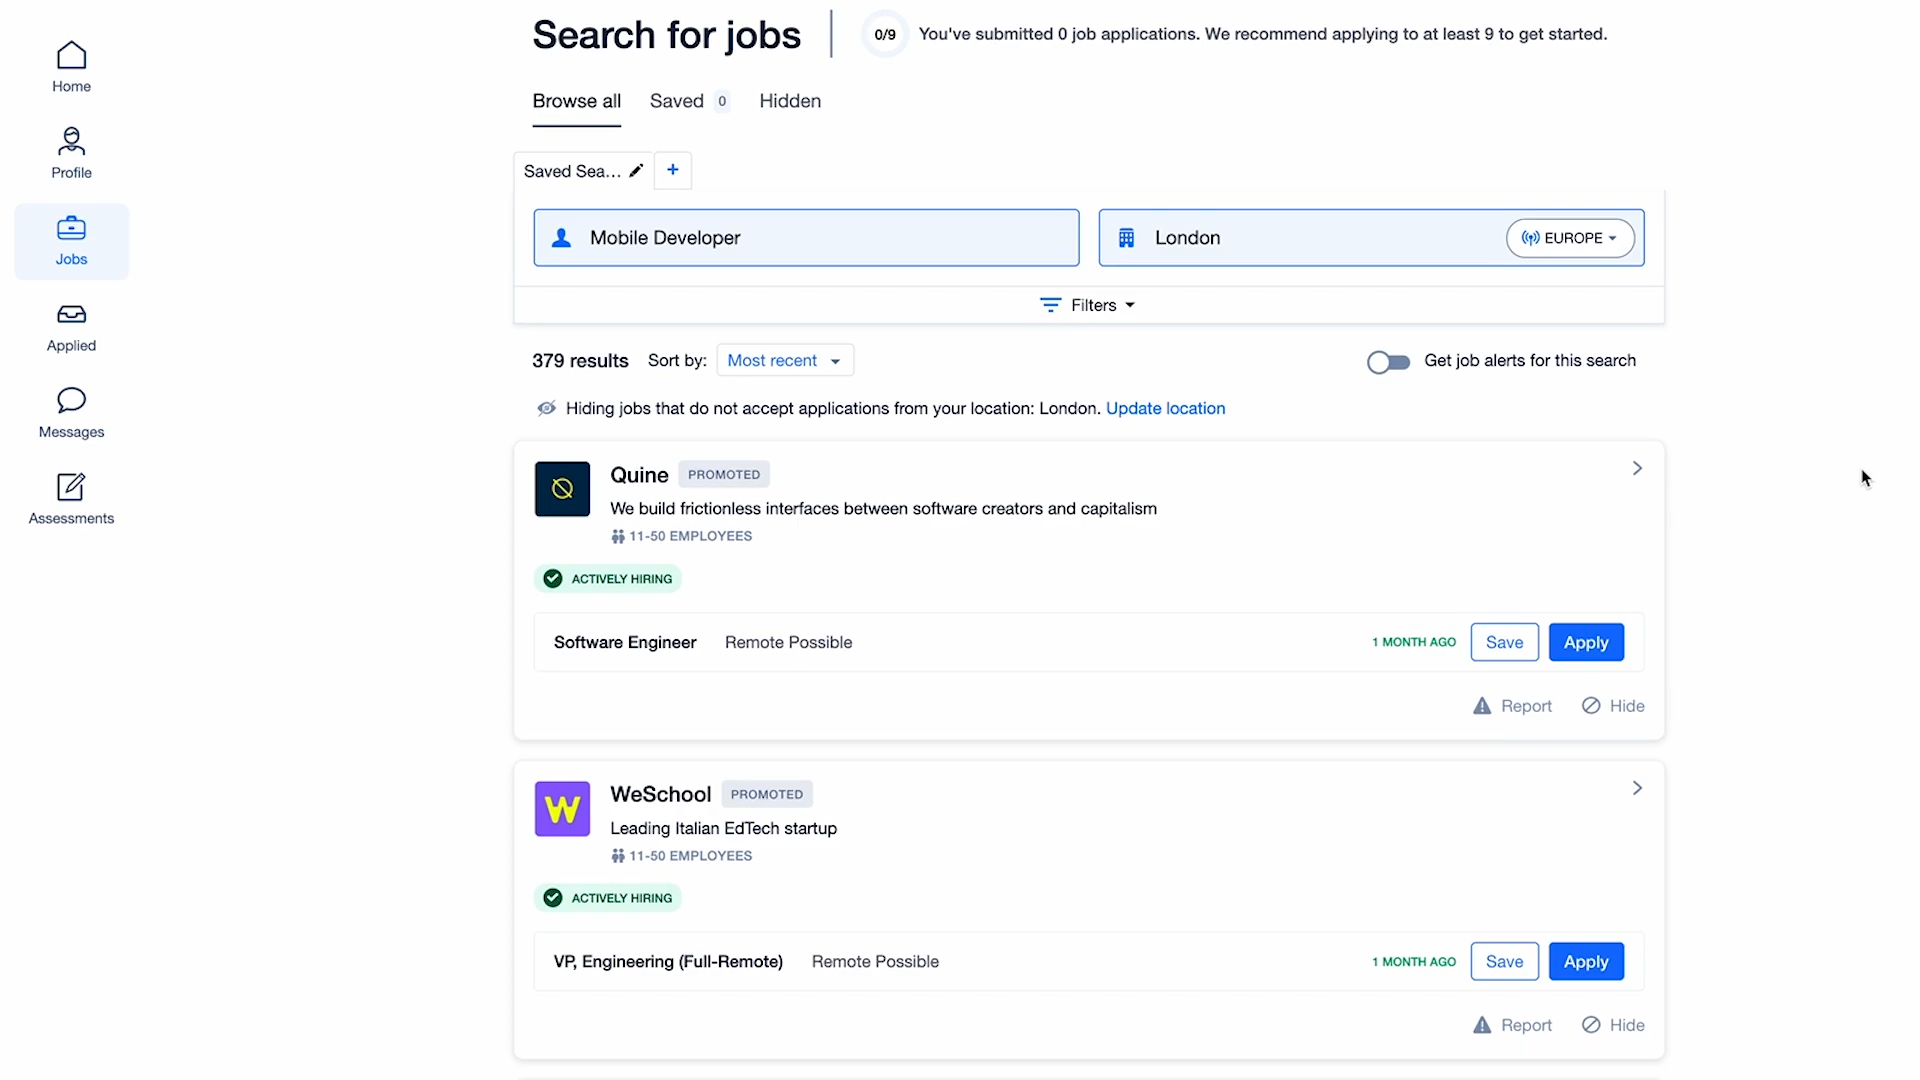 Home
Profile
Jobs
Applied
Messages
Assessments
Search for jobs
0/9
You've submitted 0 job applications. We recommend applying to at least 9 to get started.
Browse all
Saved 0
Hidden
Saved Sea...
+
Mobile Developer
London
EUROPE
Filters
379 results
Sort by:
Most recent
Get job alerts for this search
Hiding jobs that do not accept applications from your location: London. Update location
Quine PROMOTED
We build frictionless interfaces between software creators and capitalism
11-50 EMPLOYEES
ACTIVELY HIRING
Software Engineer Remote Possible 1 MONTH AGO Save Apply
Report Hide
W
WeSchool PROMOTED
Leading Italian EdTech startup
11-50 EMPLOYEES
ACTIVELY HIRING
VP, Engineering (Full-Remote) Remote Possible 1 MONTH AGO Save Apply
Report Hide